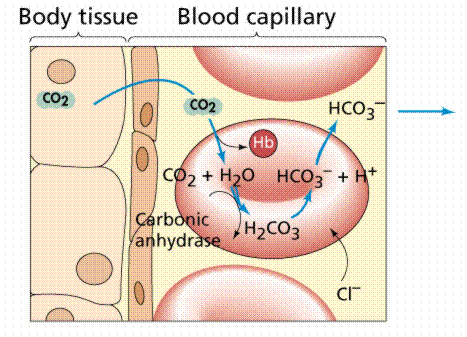 Body tissue
Blood capillary
CO2
CO2
HCO3⁻
Hb
CO2 + H2O
HCO3⁻ + H⁺
Carbonic
anhydrase
H2CO3
Cl⁻